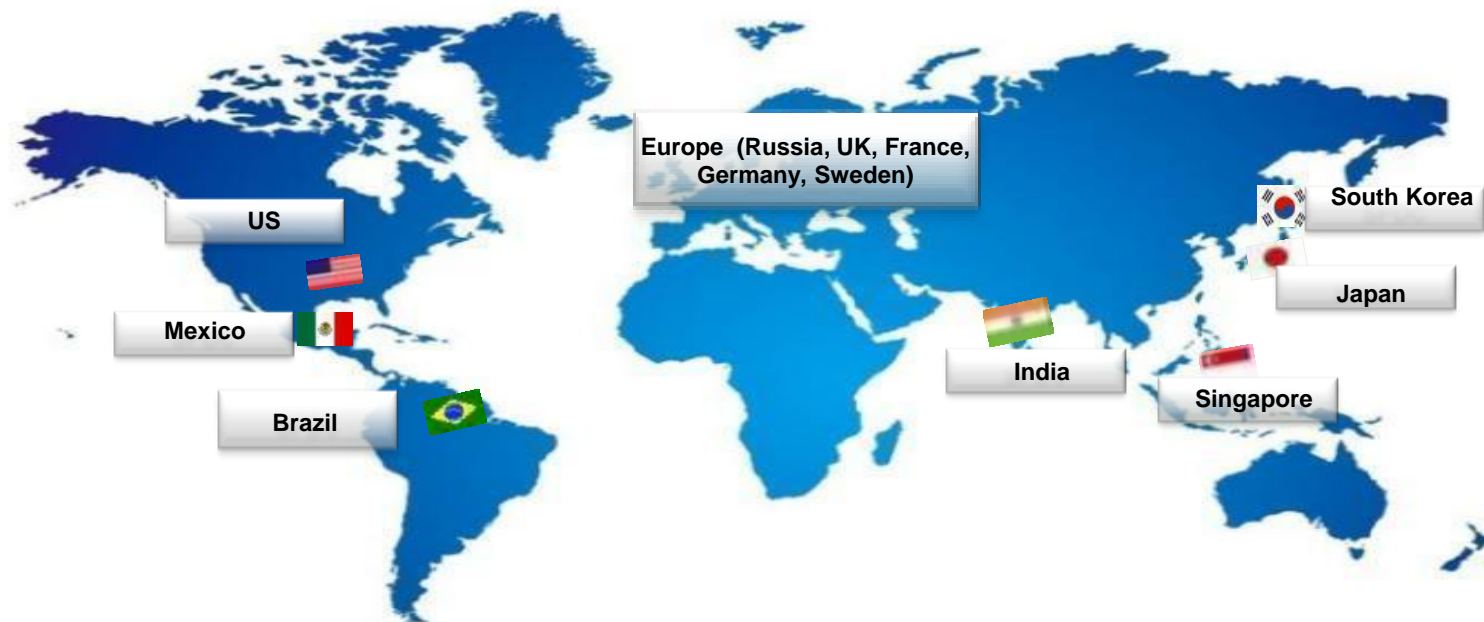 Europe (Russia, UK, France,
Germany, Sweden)
US
South Korea
Japan
Mexico
India
Singapore
Brazil